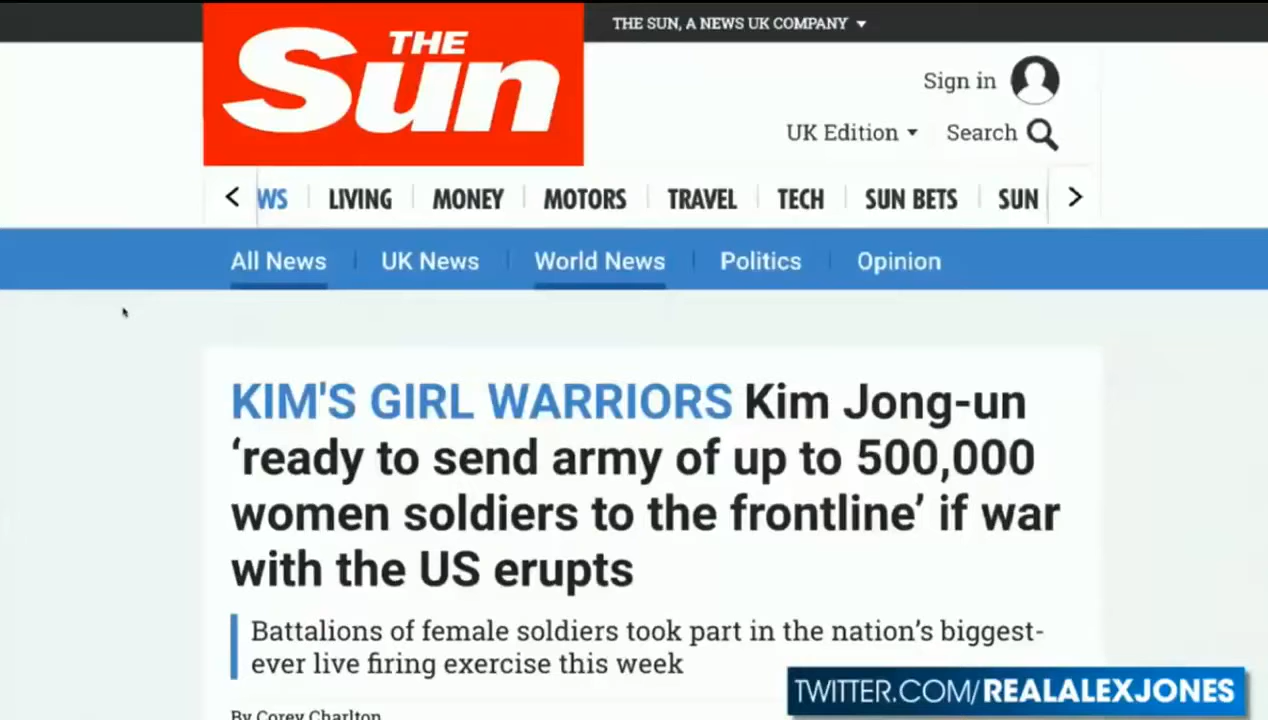 THE SUN, A NEWS UK COMPANY
THE
Sun
Sign in
UK Edition
Search
WS
LIVING
MONEY
MOTORS
TRAVEL
TECH
SUN BETS
SUN
All News
UK News
World News
Politics
Opinion
KIM'S GIRL WARRIORS Kim Jong-un
‘ready to send army of up to 500,000
women soldiers to the frontline’ if war
with the US erupts
Battalions of female soldiers took part in the nation’s biggest-
ever live firing exercise this week
By Corey Charlton
TWITTER.COM/REALALEXJONES